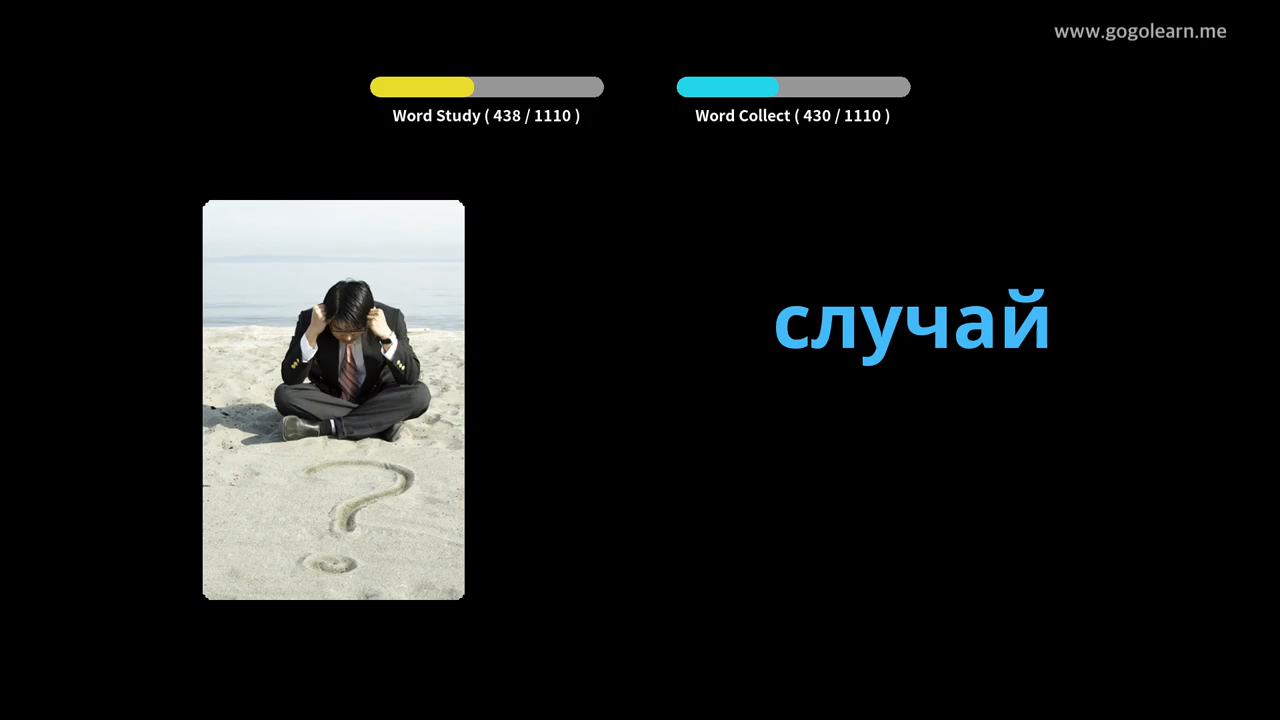 www.gogolearn.me
Word Study ( 438 / 1110 )
Word Collect ( 430 / 1110 )
случай
?